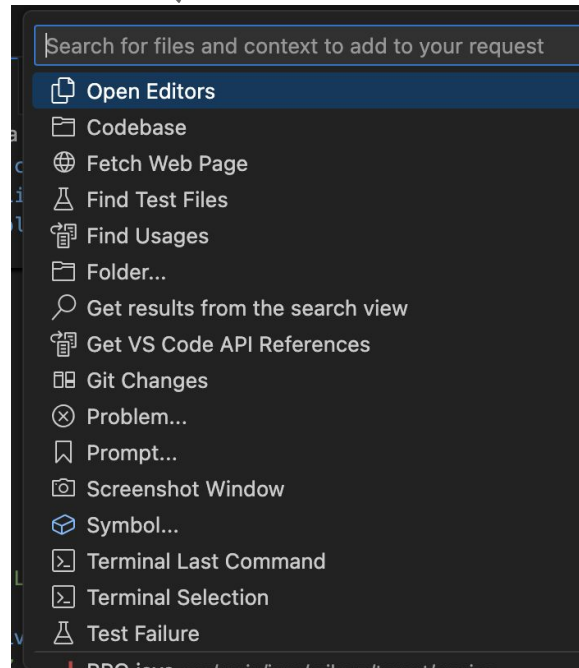 Search for files and context to add to your request
Open Editors
Codebase
Fetch Web Page
Find Test Files
Find Usages
Folder...
Get results from the search view
Get VS Code API References
Git Changes
Problem...
Prompt...
Screenshot Window
Symbol...
Terminal Last Command
Terminal Selection
Test Failure